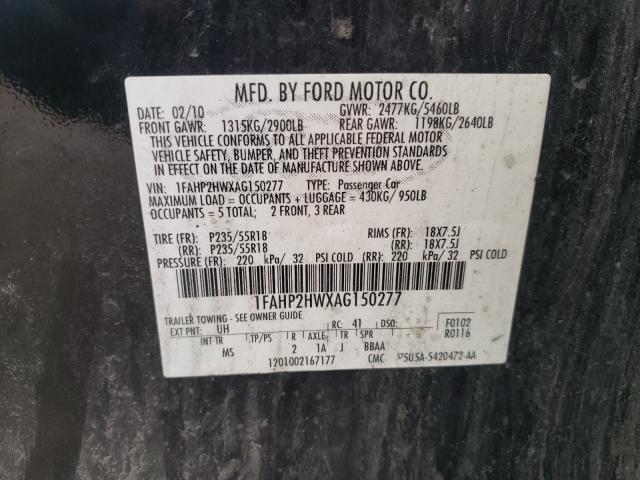 MFD. BY FORD MOTOR CO.
DATE: 02/10 GVWR: 2477KG/5460LB
FRONT GAWR: 1315KG/2900LB REAR GAWR: 1198KG/2640LB
THIS VEHICLE CONFORMS TO ALL APPLICABLE FEDERAL MOTOR
VEHICLE SAFETY, BUMPER, AND THEFT PREVENTION STANDARDS
IN EFFECT ON THE DATE OF MANUFACTURE SHOWN ABOVE.
VIN: 1FAHP2HWXAG150277 TYPE: Passenger Car
MAXIMUM LOAD = OCCUPANTS + LUGGAGE = 430KG/ 950LB
OCCUPANTS = 5 TOTAL; 2 FRONT, 3 REAR
TIRE (FR): P235/55R18 RIMS (FR): 18X7.5J
(RR): P235/55R18 (RR): 18X7.5J
PRESSURE (FR): 220 kPa/ 32 PSI COLD (RR): 220 kPa/ 32 PSI COLD
1FAHP2HWXAG150277
TRAILER TOWING - SEE OWNER GUIDE
EXT PNT: UH RC: 41 DSO: F0102
INT TR TP/PS R AXLE TR SPR R0116
MS 2 1A J BBAA
1201002167177 CMC 5U5A-5420472-AA